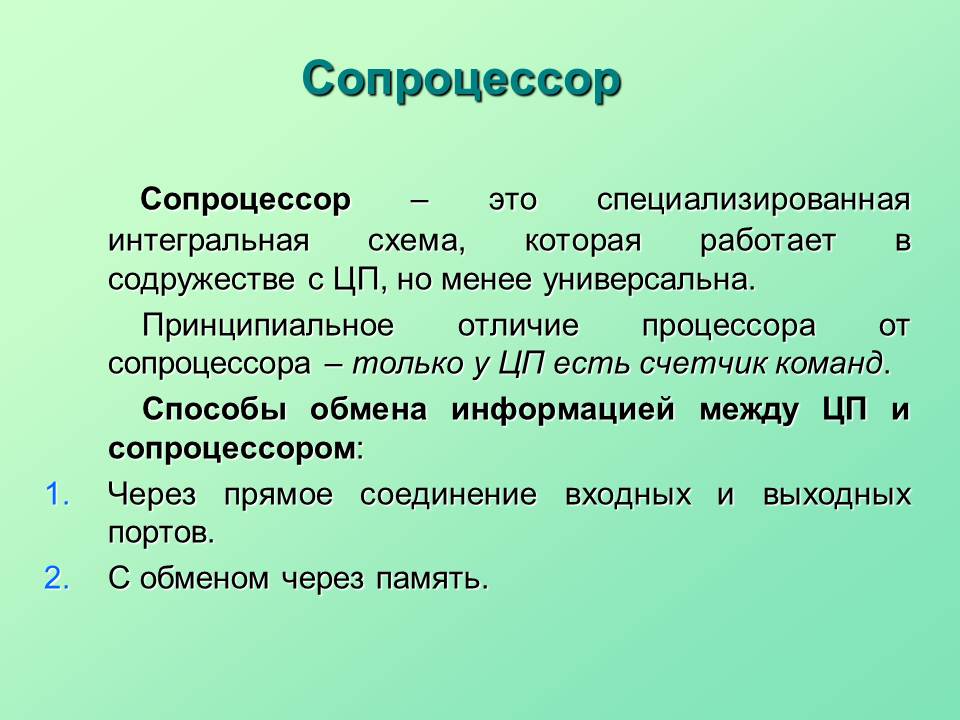 Сопроцессор
Сопроцессор – это специализированная
интегральная схема, которая работает в
содружестве с ЦП, но менее универсальна.
Принципиальное отличие процессора от
сопроцессора – только у ЦП есть счетчик команд.
Способы обмена информацией между ЦП и
сопроцессором:
1. Через прямое соединение входных и выходных
портов.
2. С обменом через память.